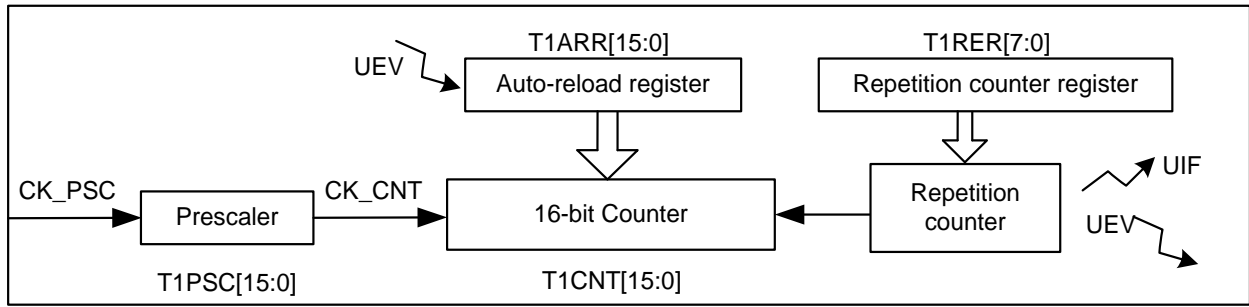 T1ARR[15:0]
T1RER[7:0]
UEV
Auto-reload register
Repetition counter register
CK_PSC
CK_CNT
Prescaler
16-bit Counter
Repetition
counter
UIF
UEV
T1PSC[15:0]
T1CNT[15:0]